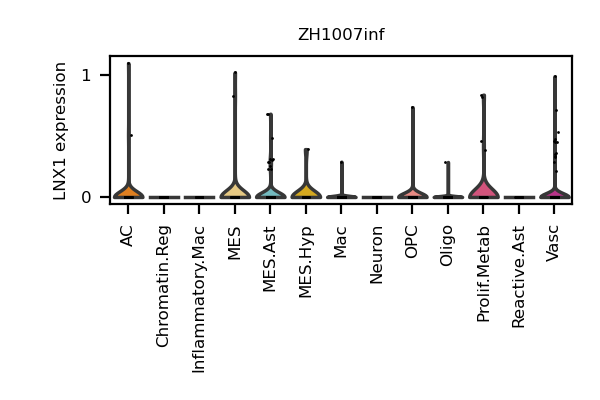 ZH1007inf
LNX1 expression
1
0
AC
Chromatin.Reg
Inflammatory.Mac
MES
MES.Ast
MES.Hyp
Mac
Neuron
OPC
Oligo
Prolif.Metab
Reactive.Ast
Vasc